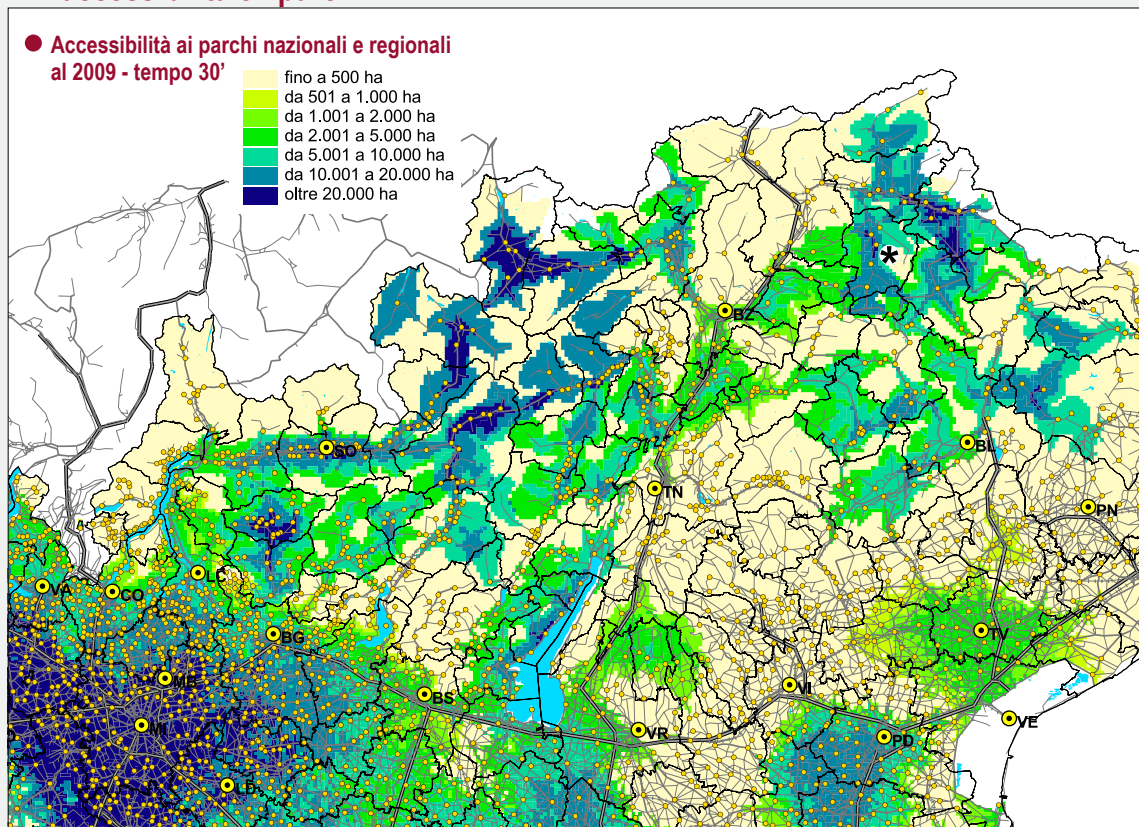 ● Accessibilità ai parchi nazionali e regionali
al 2009 - tempo 30’
fino a 500 ha
da 501 a 1.000 ha
da 1.001 a 2.000 ha
da 2.001 a 5.000 ha
da 5.001 a 10.000 ha
da 10.001 a 20.000 ha
oltre 20.000 ha
*
BZ
SO
BL
TN
PN
LC
VA
CO
BG
TV
MB
VI
BS
VE
MI
VR
PD
LO